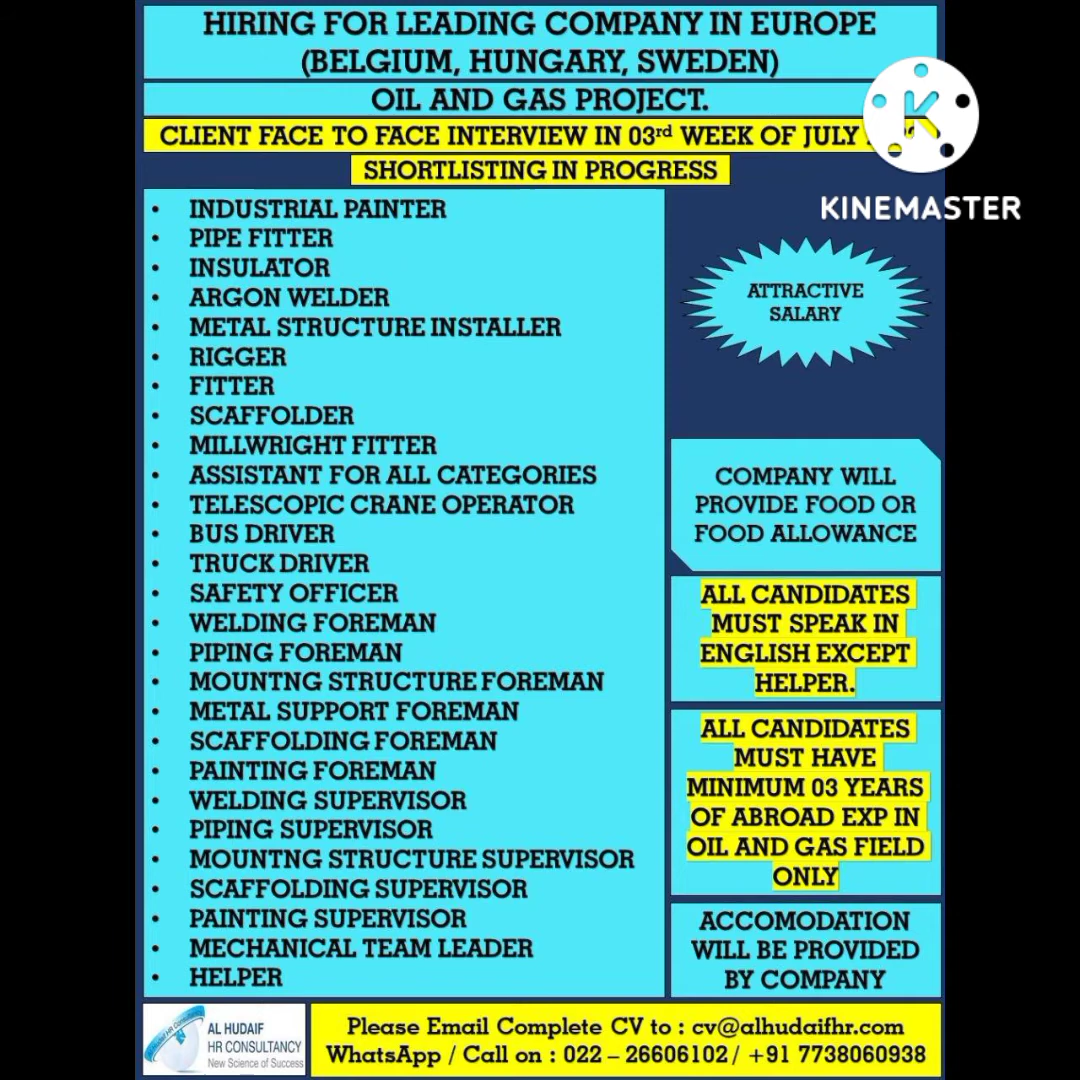 HIRING FOR LEADING COMPANY IN EUROPE
(BELGIUM, HUNGARY, SWEDEN)
OIL AND GAS PROJECT.
CLIENT FACE TO FACE INTERVIEW IN 03rd WEEK OF JULY
SHORTLISTING IN PROGRESS
KINEMASTER
• INDUSTRIAL PAINTER
• PIPE FITTER
• INSULATOR
• ARGON WELDER
• METAL STRUCTURE INSTALLER
• RIGGER
• FITTER
• SCAFFOLDER
• MILLWRIGHT FITTER
• ASSISTANT FOR ALL CATEGORIES
• TELESCOPIC CRANE OPERATOR
• BUS DRIVER
• TRUCK DRIVER
• SAFETY OFFICER
• WELDING FOREMAN
• PIPING FOREMAN
• MOUNTNG STRUCTURE FOREMAN
• METAL SUPPORT FOREMAN
• SCAFFOLDING FOREMAN
• PAINTING FOREMAN
• WELDING SUPERVISOR
• PIPING SUPERVISOR
• MOUNTNG STRUCTURE SUPERVISOR
• SCAFFOLDING SUPERVISOR
• PAINTING SUPERVISOR
• MECHANICAL TEAM LEADER
• HELPER
ATTRACTIVE
SALARY
COMPANY WILL
PROVIDE FOOD OR
FOOD ALLOWANCE
ALL CANDIDATES
MUST SPEAK IN
ENGLISH EXCEPT
HELPER.
ALL CANDIDATES
MUST HAVE
MINIMUM 03 YEARS
OF ABROAD EXP IN
OIL AND GAS FIELD
ONLY
ACCOMODATION
WILL BE PROVIDED
BY COMPANY
Al Hudaif HR Consultancy
AL HUDAIF
HR CONSULTANCY
New Science of Success
Please Email Complete CV to : cv@alhudaifhr.com
WhatsApp / Call on : 022 – 26606102 / +91 7738060938